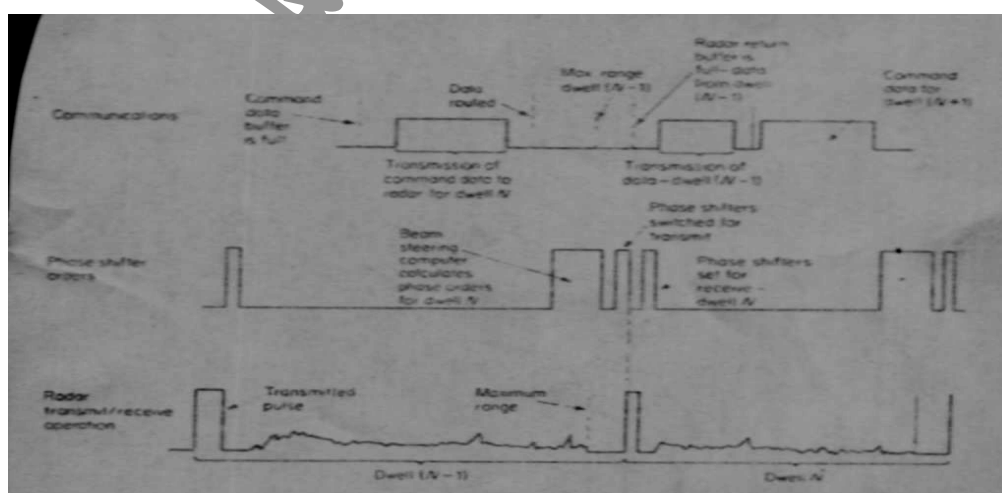 Radar return
buffer is
full-data
from dwell
(N-1)
Max. range
dwell (N-1)
Command
data for
dwell (N+1)
Data
routed
Command
data
buffer
is full
Communications
Transmission of
command data to
radar for dwell N
Transmission of
data-dwell (N-1)
Phase shifters
switched for
transmit
Beam
steering
computer
calculates
phase orders
for dwell N
Phase shifter
orders
Phase shifters
set for
receive-
dwell N
Radar
transmit/receive
operation
Transmitted
purse
Maximum
range
Dwell (N-1)
Dwell N